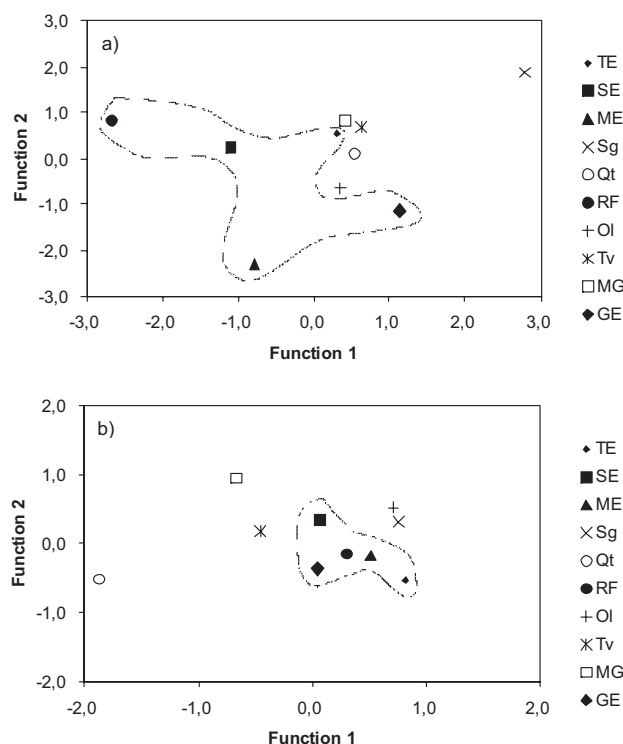 a)
3,0
2,0
1,0
0,0
-1,0
-2,0
-3,0
Function 2
-3,0 -1,0 0,0 1,0 2,0 3,0
Function 1
TE
SE
ME
Sg
Qt
RF
Ol
Tv
MG
GE
b)
2,0
1,0
0,0
-1,0
-2,0
Function 2
-2,0 -1,0 0,0 1,0 2,0
Function 1
TE
SE
ME
Sg
Qt
RF
Ol
Tv
MG
GE